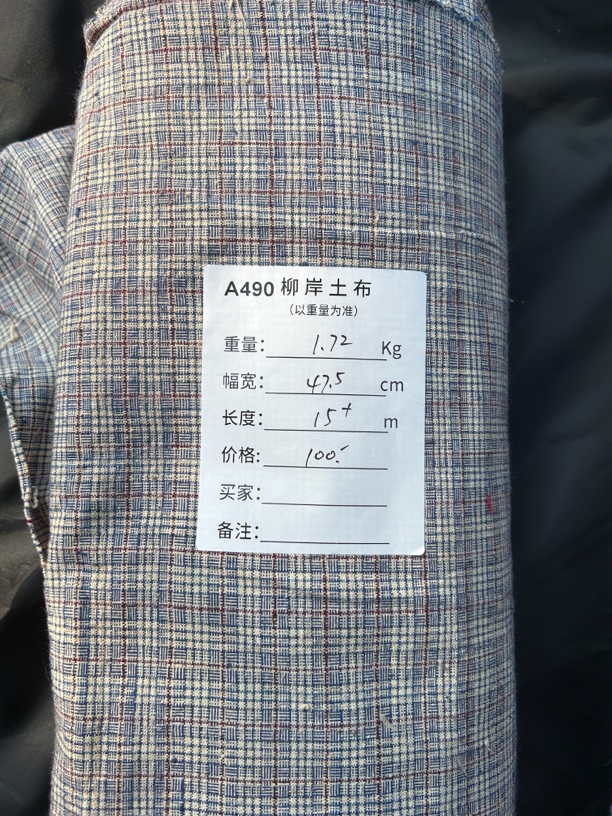 A490 柳岸土布
（以重量为准）
重量： 1.72 Kg
幅宽： 47.5 cm
长度： 15+ m
价格: 100.-
买家：
备注：